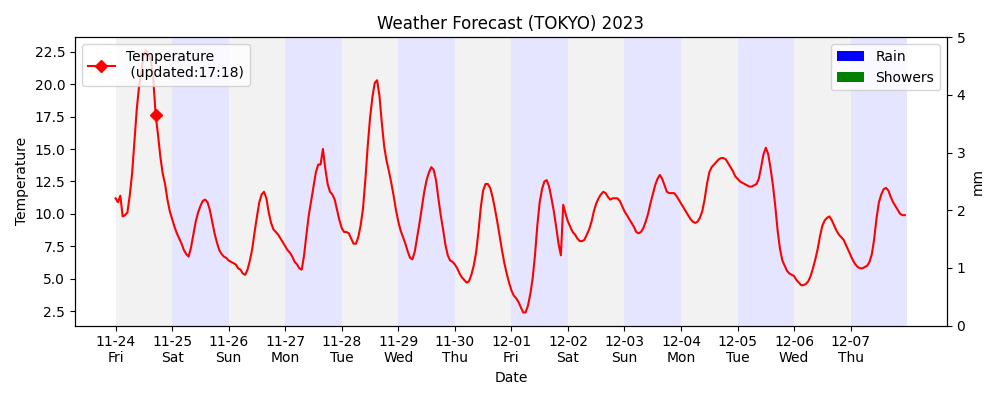 Weather Forecast (TOKYO) 2023
Temperature
(updated:17:18)
Rain
Showers
Temperature
22.5
20.0
17.5
15.0
12.5
10.0
7.5
5.0
2.5
5
4
3
2
1
0
mm
11-24 11-25 11-26 11-27 11-28 11-29 11-30 12-01 12-02 12-03 12-04 12-05 12-06 12-07
Fri Sat Sun Mon Tue Wed Thu Fri Sat Sun Mon Tue Wed Thu
Date